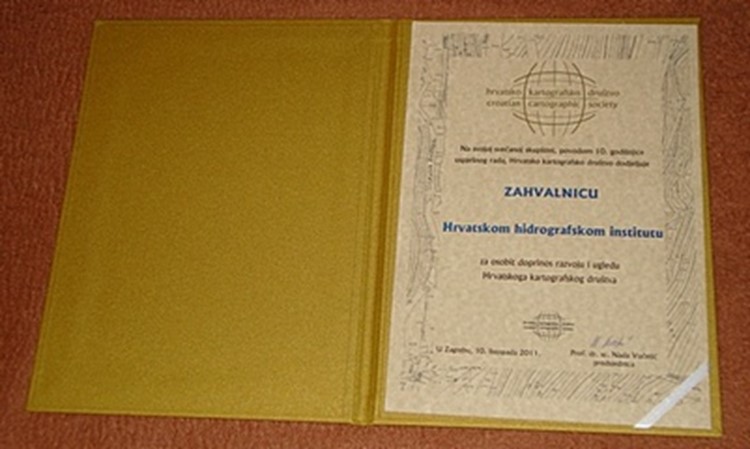 hrvatsko kartografsko društvo
croatian cartographic society
Na svojoj svečanoj skupštini, povodom 10. godišnjice
uspješnog rada, Hrvatsko kartografsko društvo dodjeljuje
ZAHVALNICU
Hrvatskom hidrografskom institutu
za osobit doprinos razvoju i ugledu
Hrvatskoga kartografskog društva
U Zagrebu, 10. listopada 2011.
Prof. dr. sc. Nada Vučetić
predsjednica